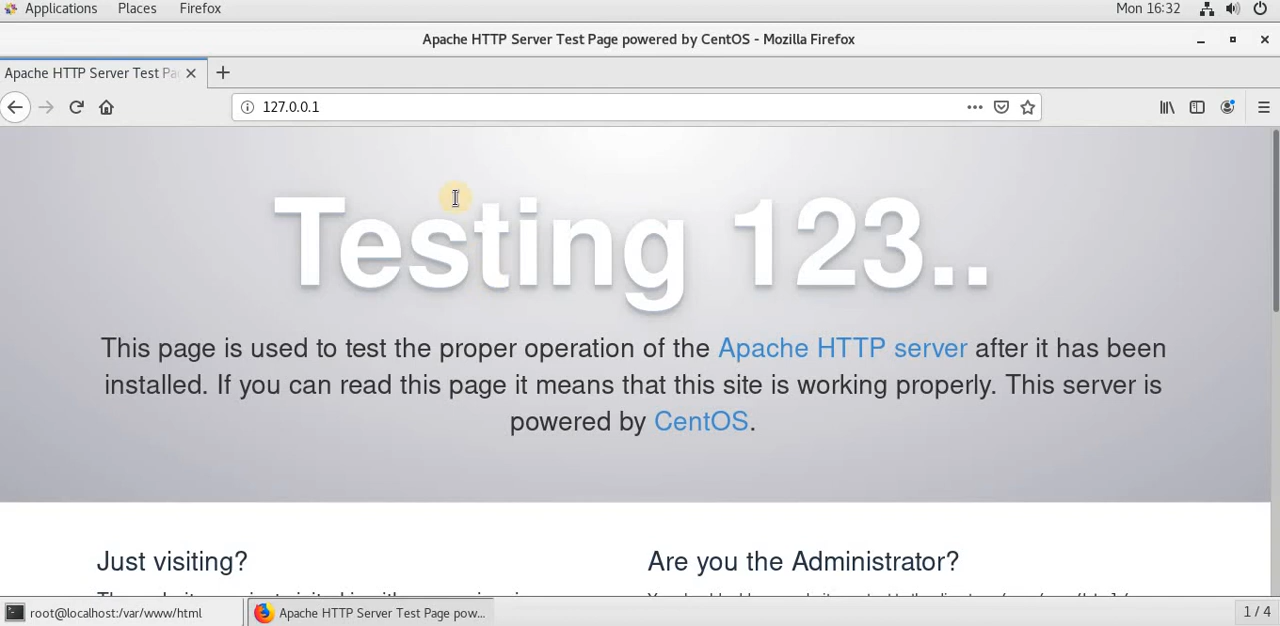 Applications Places Firefox Mon 16:32
Apache HTTP Server Test Page powered by CentOS - Mozilla Firefox
Apache HTTP Server Test Pa
127.0.0.1
Testing 123..
This page is used to test the proper operation of the Apache HTTP server after it has been
installed. If you can read this page it means that this site is working properly. This server is
powered by CentOS.
Just visiting? Are you the Administrator?
root@localhost:/var/www/html Apache HTTP Server Test Page pow... 1 / 4